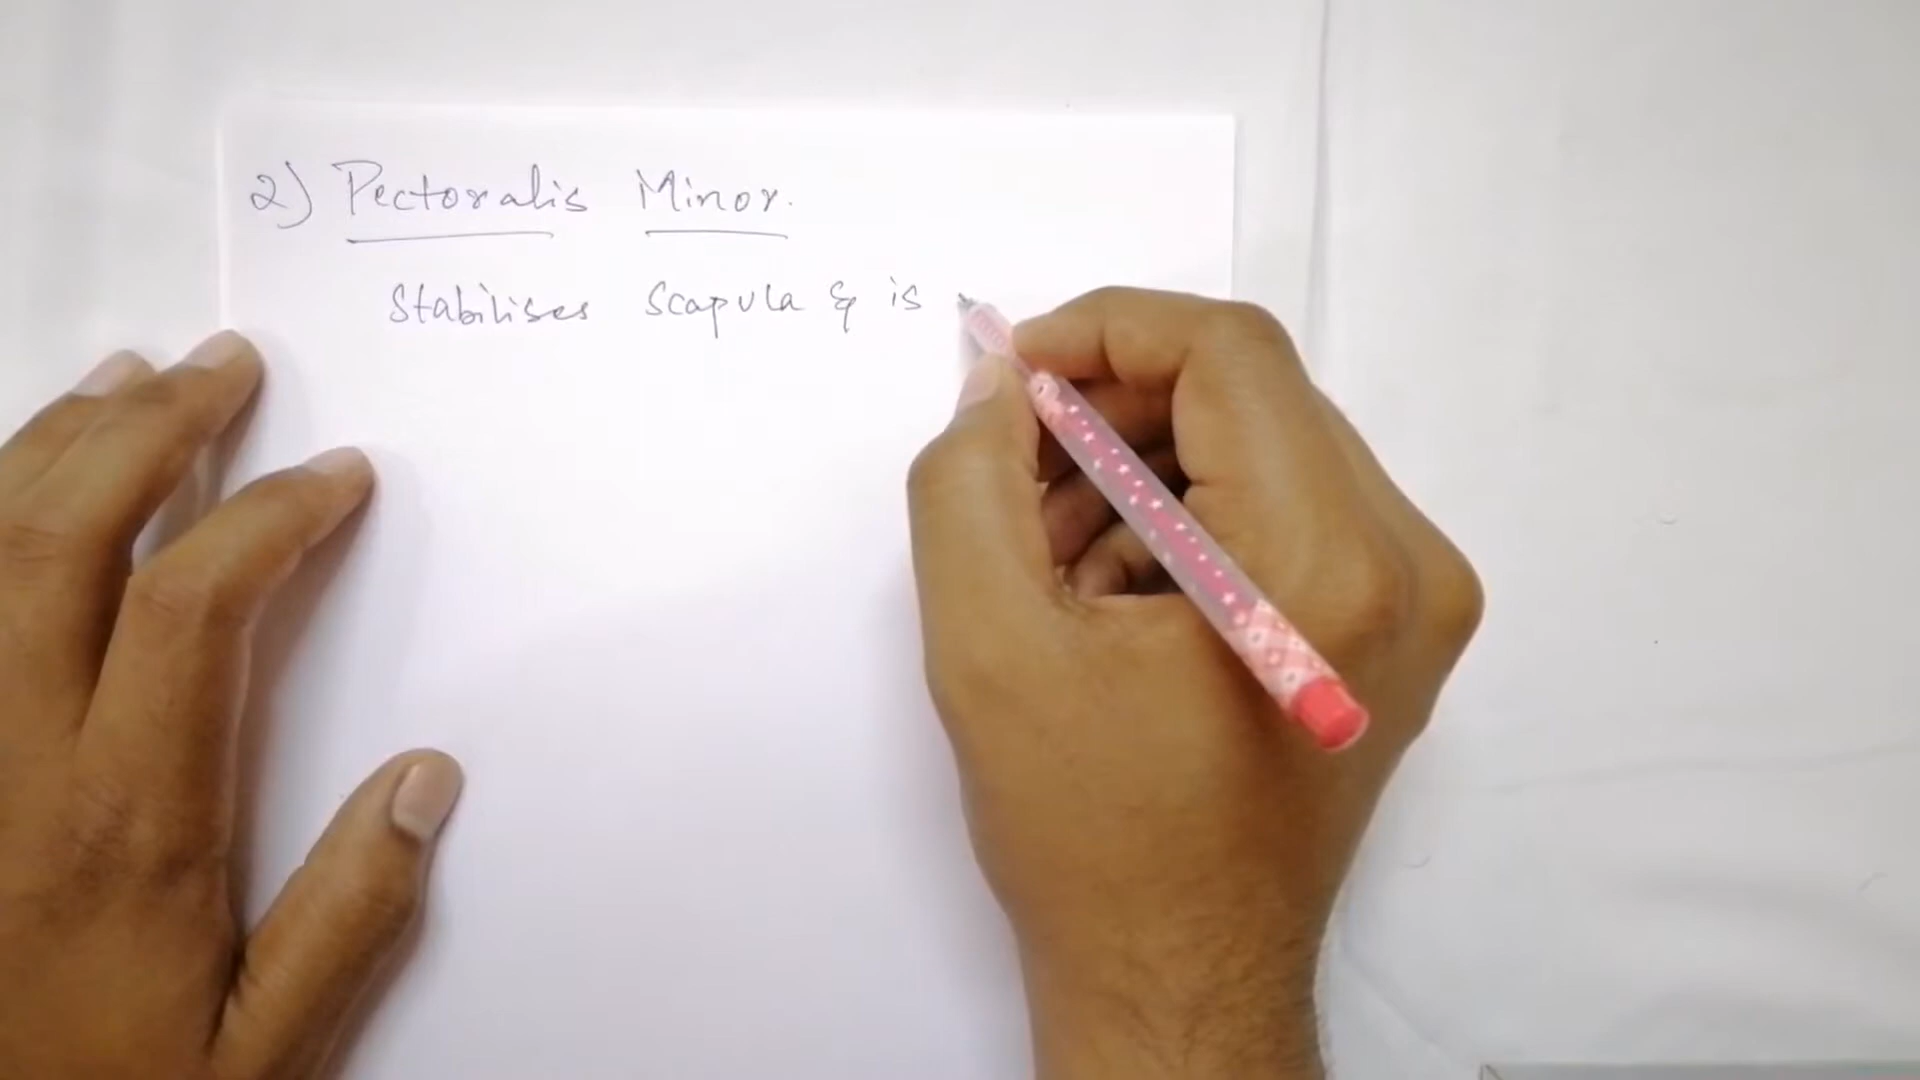 2) Pectoralis Minor.
Stabilises Scapula & is